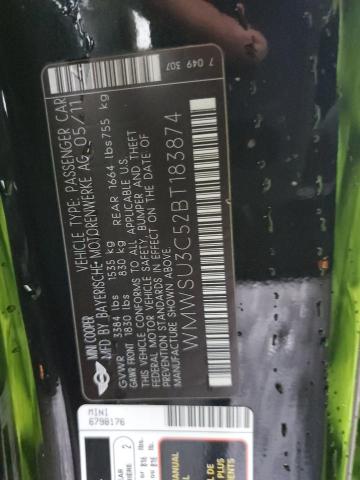 MINI COOPER
VEHICLE TYPE: PASSENGER CAR
MFD BY BAYERISCHE MOTORENWERKE AG 05/11
GVWR 3384 lbs 1535 kg
GAWR FRONT 1830 lbs 830 kg REAR 1664 lbs 755 kg
THIS VEHICLE CONFORMS TO ALL APPLICABLE U.S.
FEDERAL MOTOR VEHICLE SAFETY, BUMPER AND THEFT
PREVENTION STANDARDS IN EFFECT ON THE DATE OF
MANUFACTURE SHOWN ABOVE.
WMWSU3C52BT183874
7 049 307
MINI
6798176
2
MANUAL
PLUS